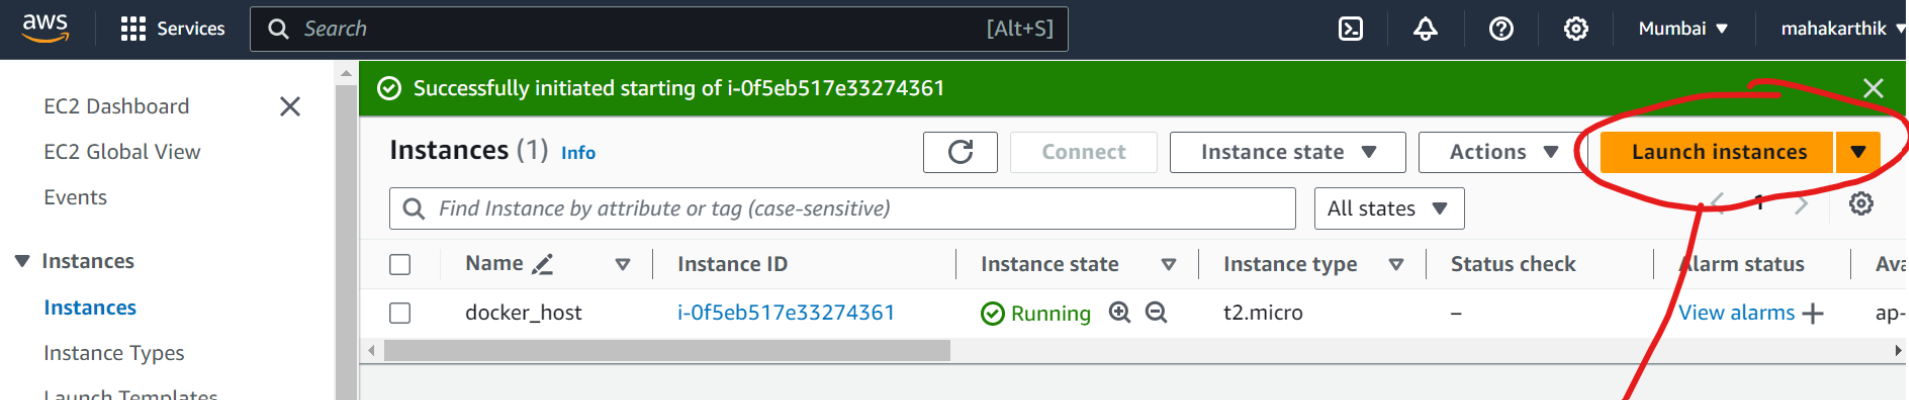 aws Services Search [Alt+S] Mumbai mahakarthik
EC2 Dashboard
EC2 Global View
Events
Instances
Instances
Instance Types
Launch Templates
Successfully initiated starting of i-0f5eb517e33274361
Instances (1) Info Connect Instance state Actions Launch instances
Find Instance by attribute or tag (case-sensitive) All states 1
Name Instance ID Instance state Instance type Status check Alarm status Ava
docker_host i-0f5eb517e33274361 Running t2.micro – View alarms + ap-